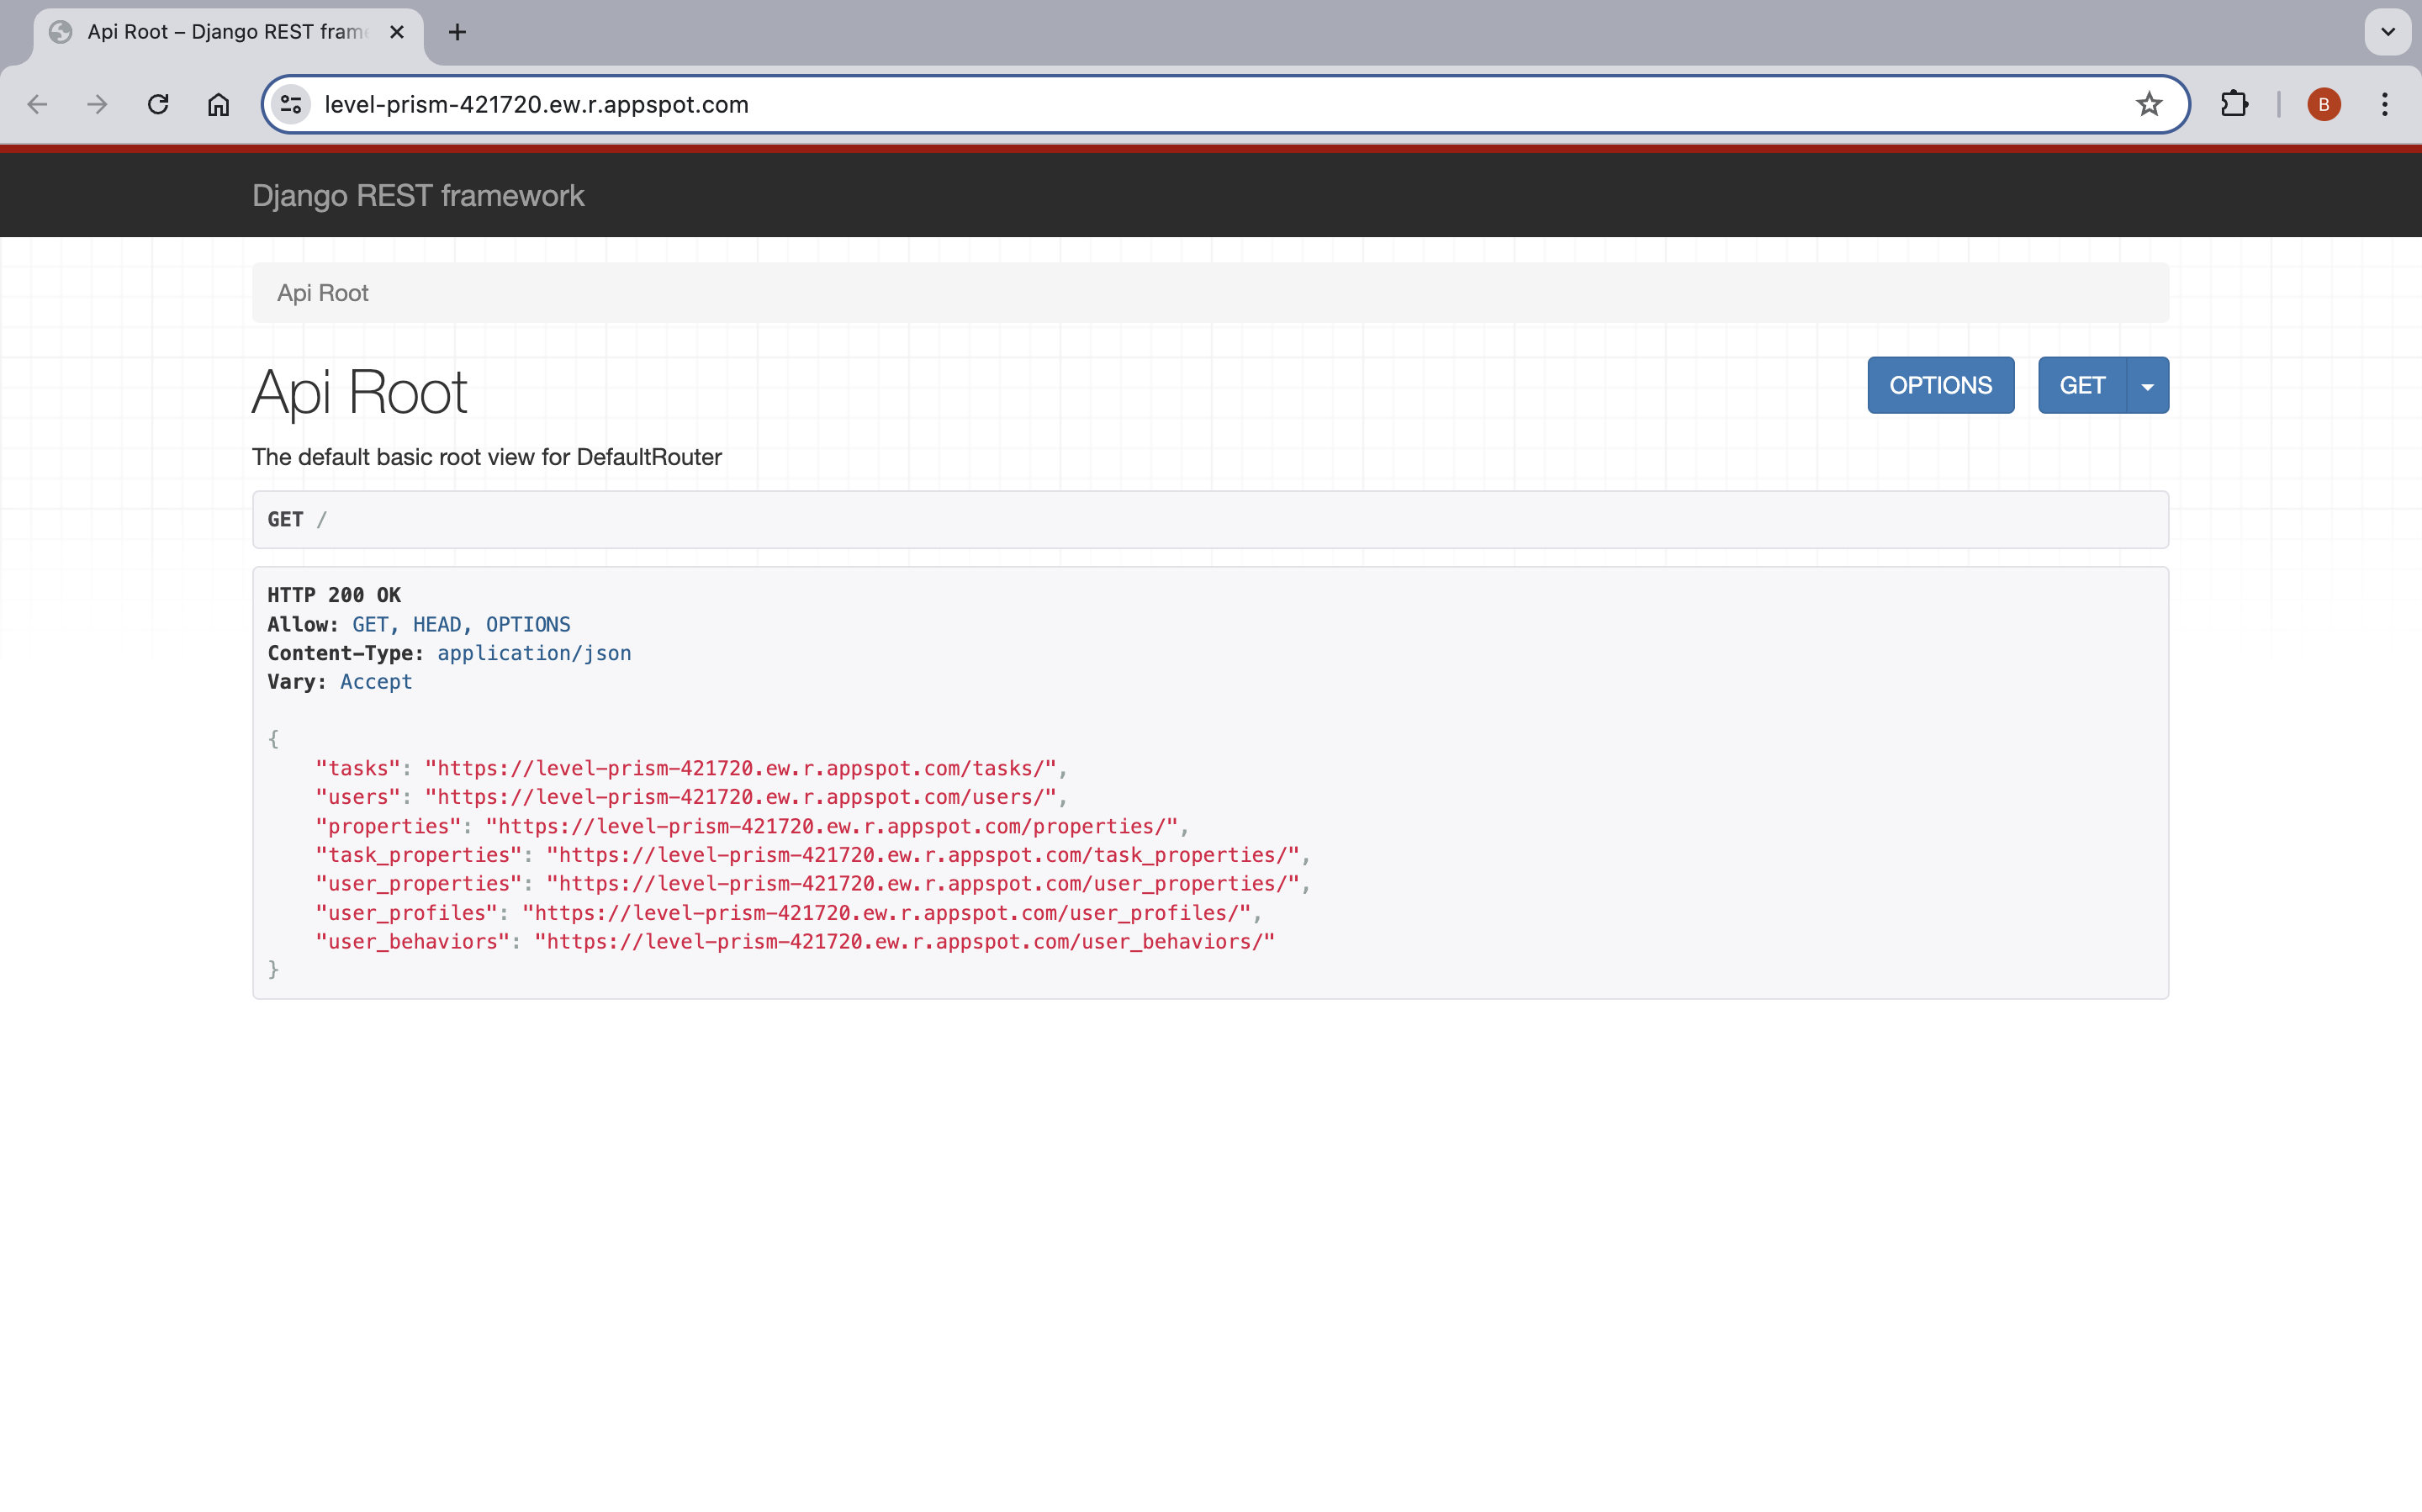 Api Root – Django REST fram
level-prism-421720.ew.r.appspot.com
B
Django REST framework
Api Root
Api Root
OPTIONS
GET
The default basic root view for DefaultRouter
GET /
HTTP 200 OK
Allow: GET, HEAD, OPTIONS
Content-Type: application/json
Vary: Accept
{
    "tasks": "https://level-prism-421720.ew.r.appspot.com/tasks/",
    "users": "https://level-prism-421720.ew.r.appspot.com/users/",
    "properties": "https://level-prism-421720.ew.r.appspot.com/properties/",
    "task_properties": "https://level-prism-421720.ew.r.appspot.com/task_properties/",
    "user_properties": "https://level-prism-421720.ew.r.appspot.com/user_properties/",
    "user_profiles": "https://level-prism-421720.ew.r.appspot.com/user_profiles/",
    "user_behaviors": "https://level-prism-421720.ew.r.appspot.com/user_behaviors/"
}